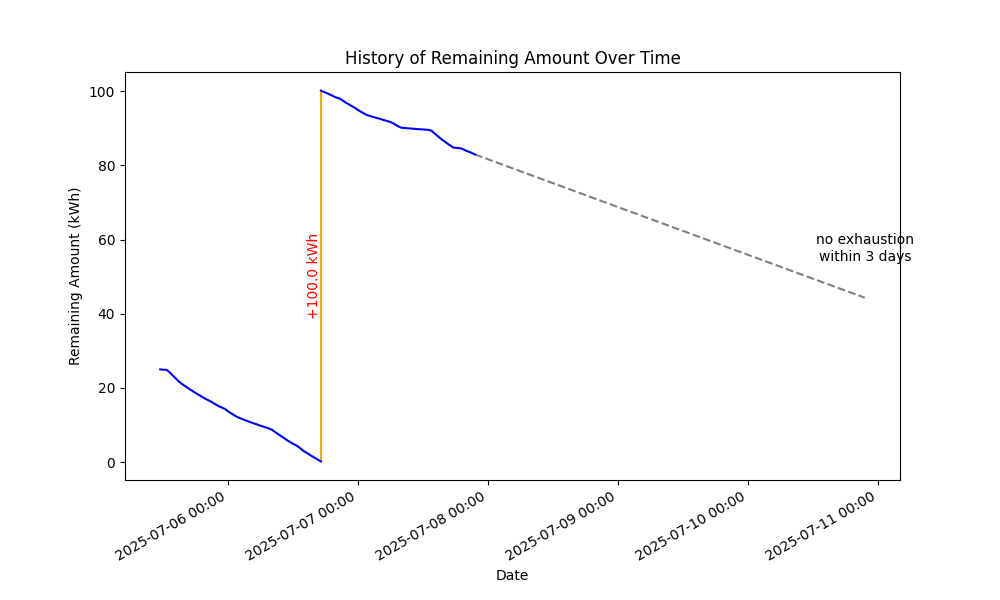 History of Remaining Amount Over Time
Remaining Amount (kWh)
100
80
60
40
20
0
+100.0 kWh
no exhaustion
within 3 days
2025-07-06 00:00
2025-07-07 00:00
2025-07-08 00:00
2025-07-09 00:00
2025-07-10 00:00
2025-07-11 00:00
Date